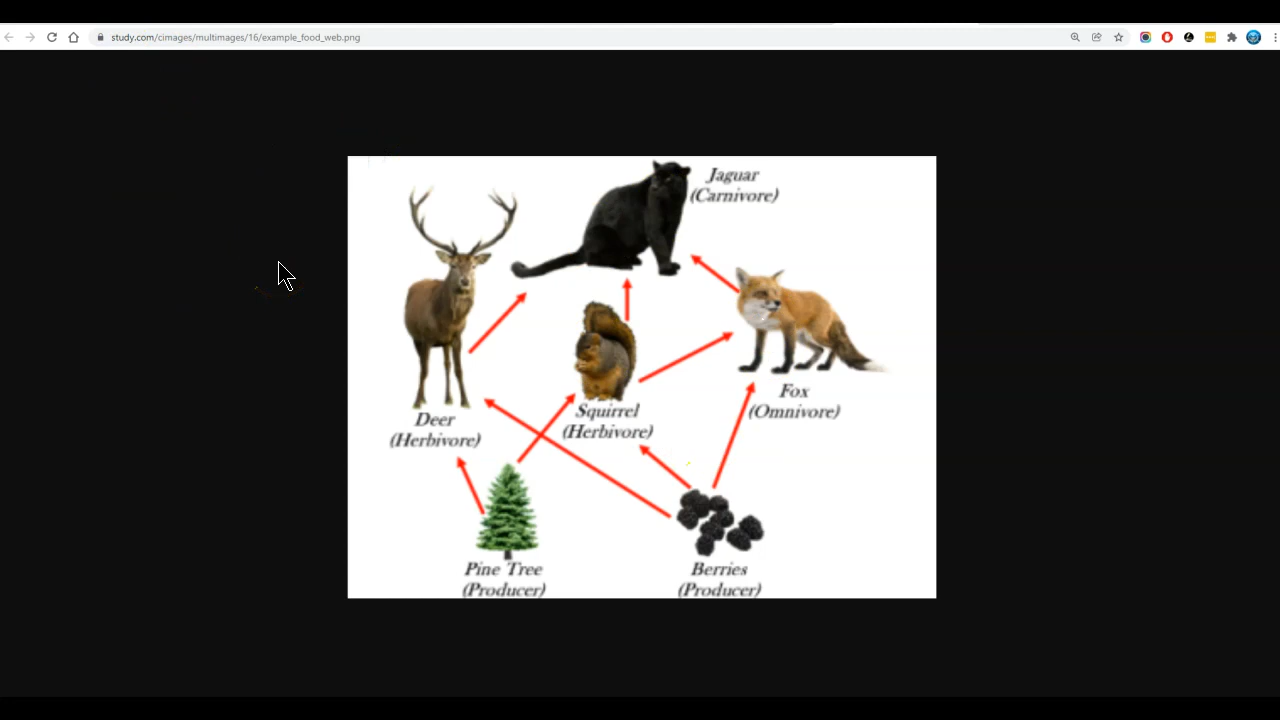 study.com/cimages/multimages/16/example_food_web.png
Jaguar
(Carnivore)
Fox
(Omnivore)
Squirrel
(Herbivore)
Deer
(Herbivore)
Pine Tree
(Producer)
Berries
(Producer)